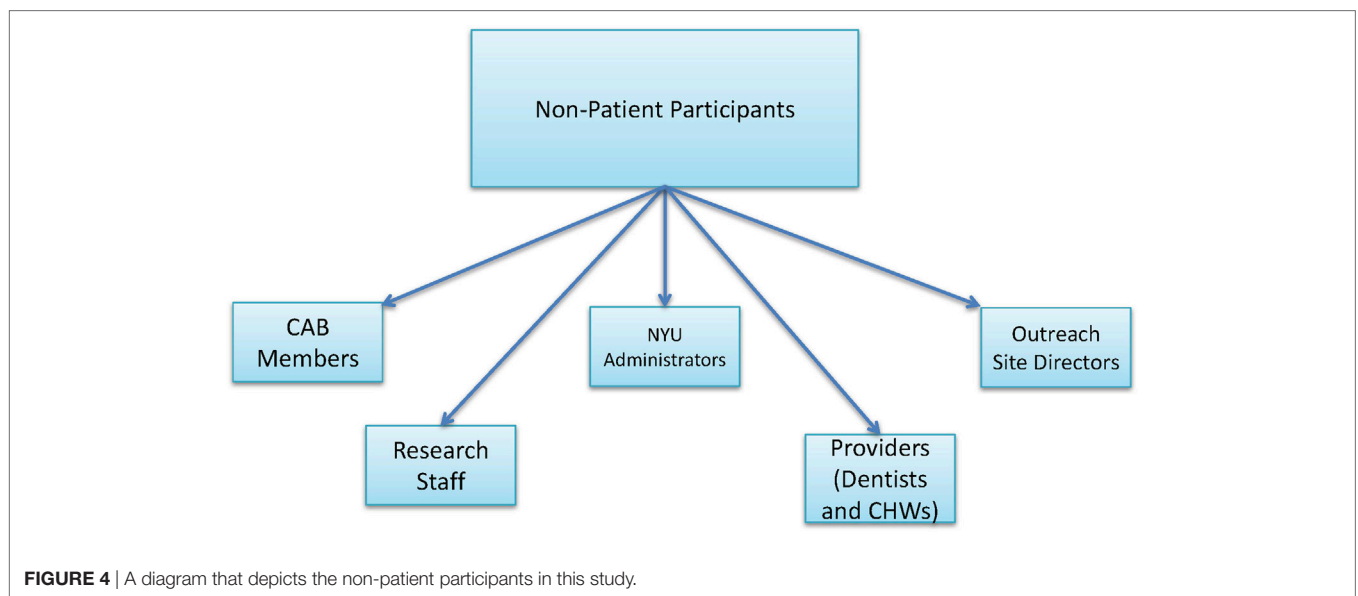 Non-Patient Participants
CAB
Members
NYU
Administrators
Outreach
Site Directors
Research
Staff
Providers
(Dentists
and CHWs)
FIGURE 4 | A diagram that depicts the non-patient participants in this study.